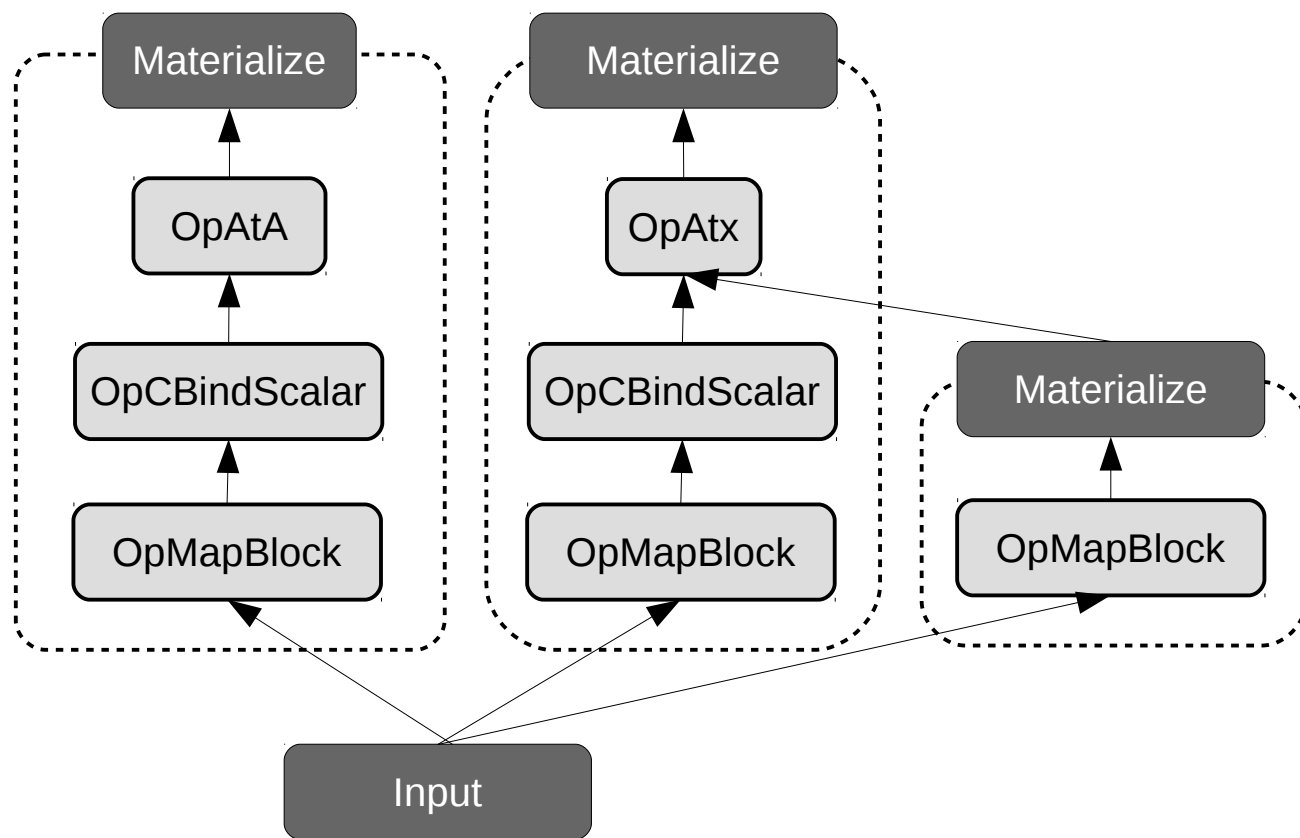 Materialize
Materialize
OpAtA
OpAtx
OpCBindScalar
OpCBindScalar
Materialize
OpMapBlock
OpMapBlock
OpMapBlock
Input